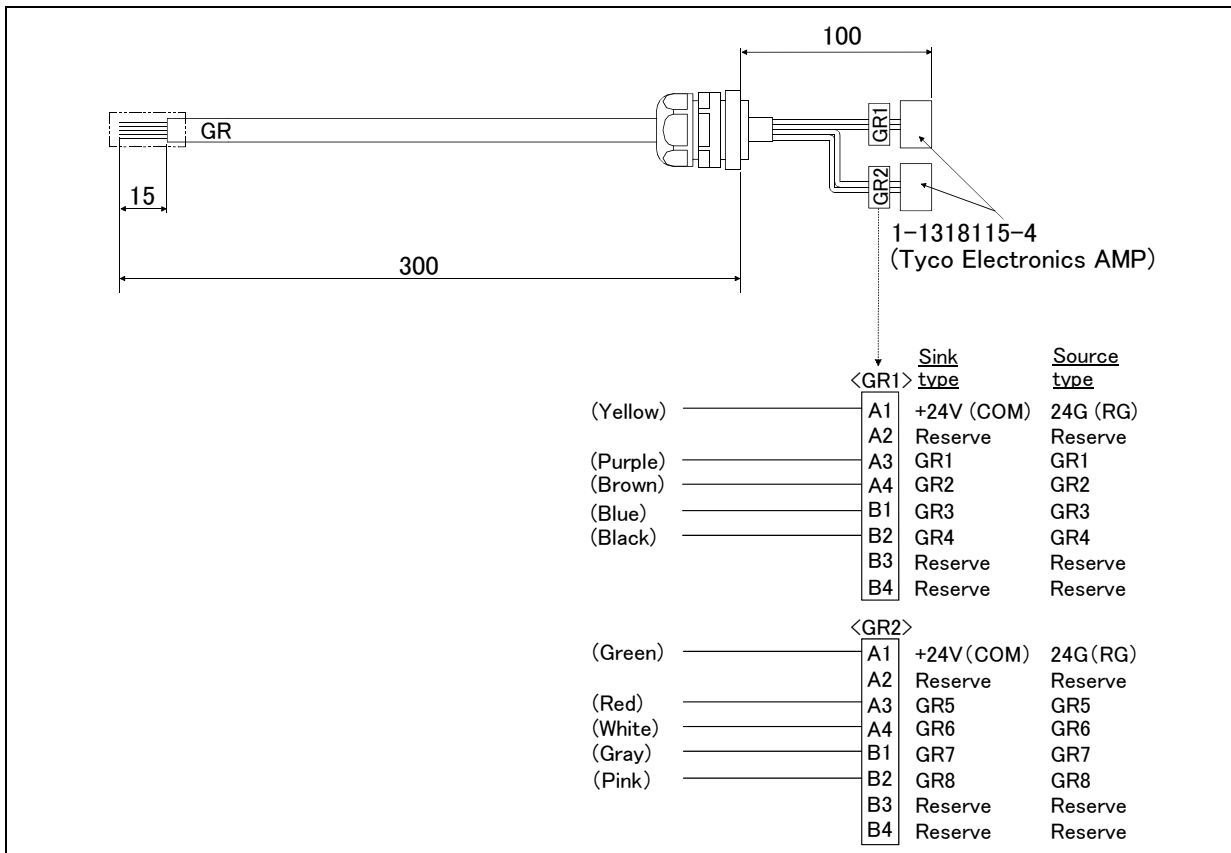 100
GR
GR1
GR2
15
1-1318115-4
(Tyco Electronics AMP)
300
Sink type
Source type
<GR1>
(Yellow) A1 +24V (COM) 24G (RG)
A2 Reserve Reserve
(Purple) A3 GR1 GR1
(Brown) A4 GR2 GR2
(Blue) B1 GR3 GR3
(Black) B2 GR4 GR4
B3 Reserve Reserve
B4 Reserve Reserve
<GR2>
(Green) A1 +24V(COM) 24G(RG)
A2 Reserve Reserve
(Red) A3 GR5 GR5
(White) A4 GR6 GR6
(Gray) B1 GR7 GR7
(Pink) B2 GR8 GR8
B3 Reserve Reserve
B4 Reserve Reserve